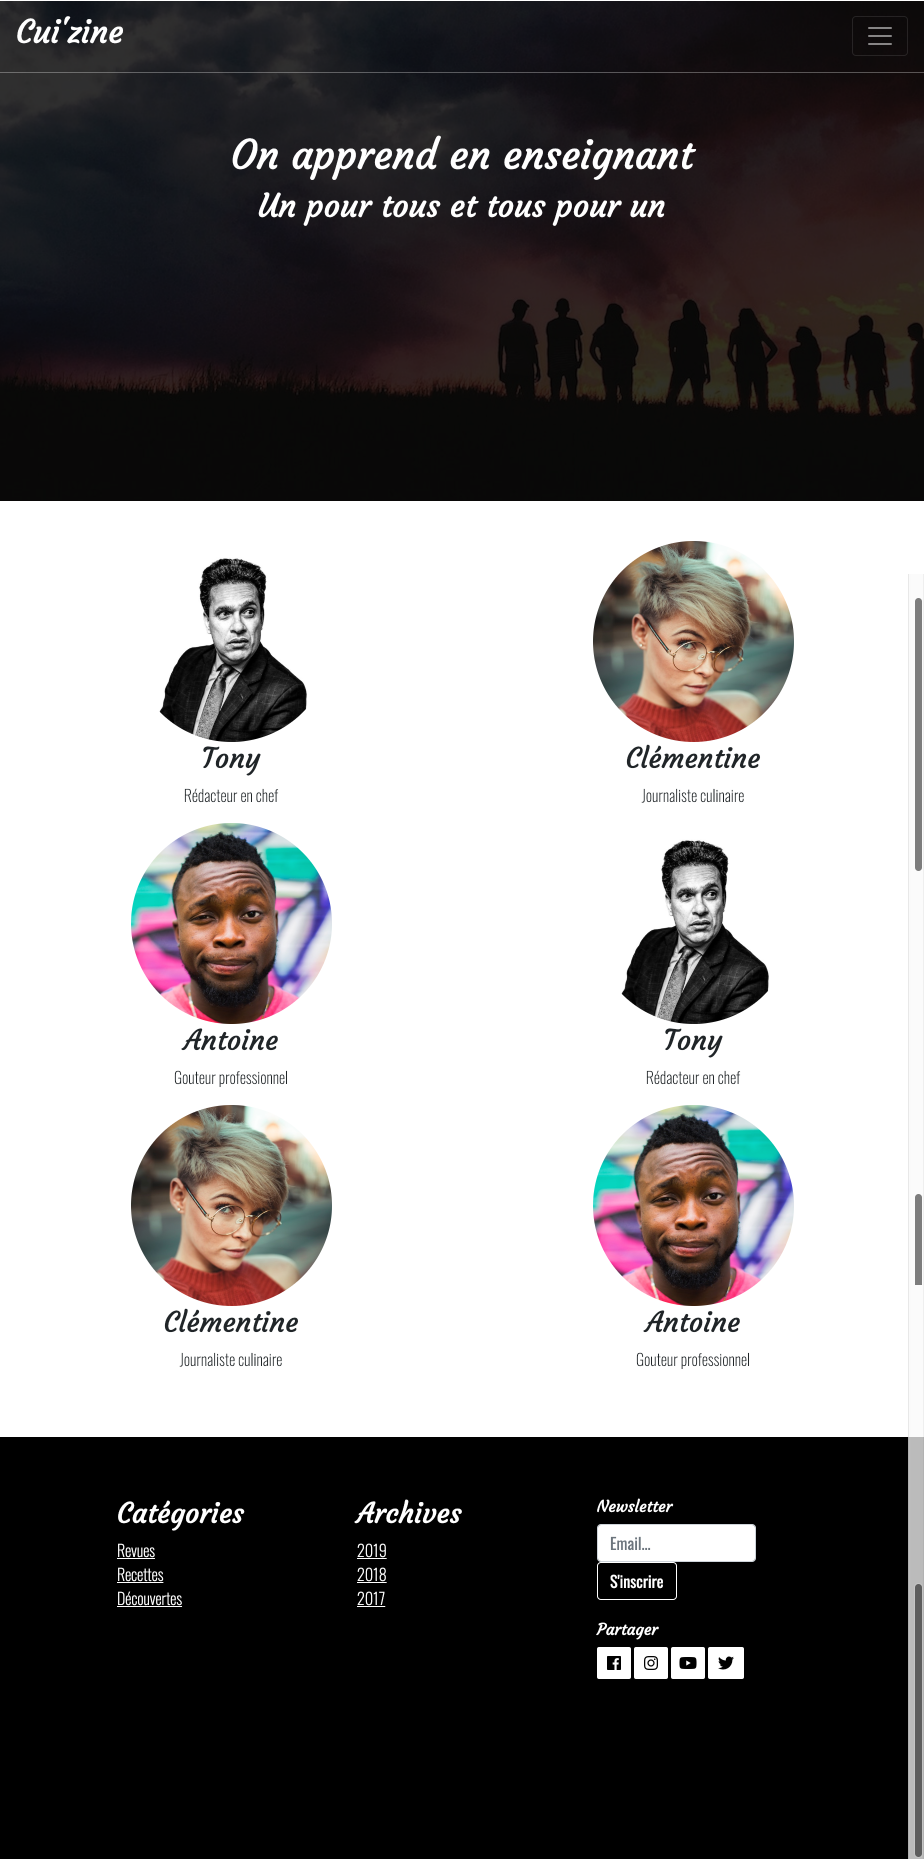 Cui'zine
On apprend en enseignant
Un pour tous et tous pour un
Tony
Rédacteur en chef
Clémentine
Journaliste culinaire
Antoine
Gouteur professionnel
Tony
Rédacteur en chef
Clémentine
Journaliste culinaire
Antoine
Gouteur professionnel
Catégories
Revues
Recettes
Découvertes
Archives
2019
2018
2017
Newsletter
Email...
S'inscrire
Partager